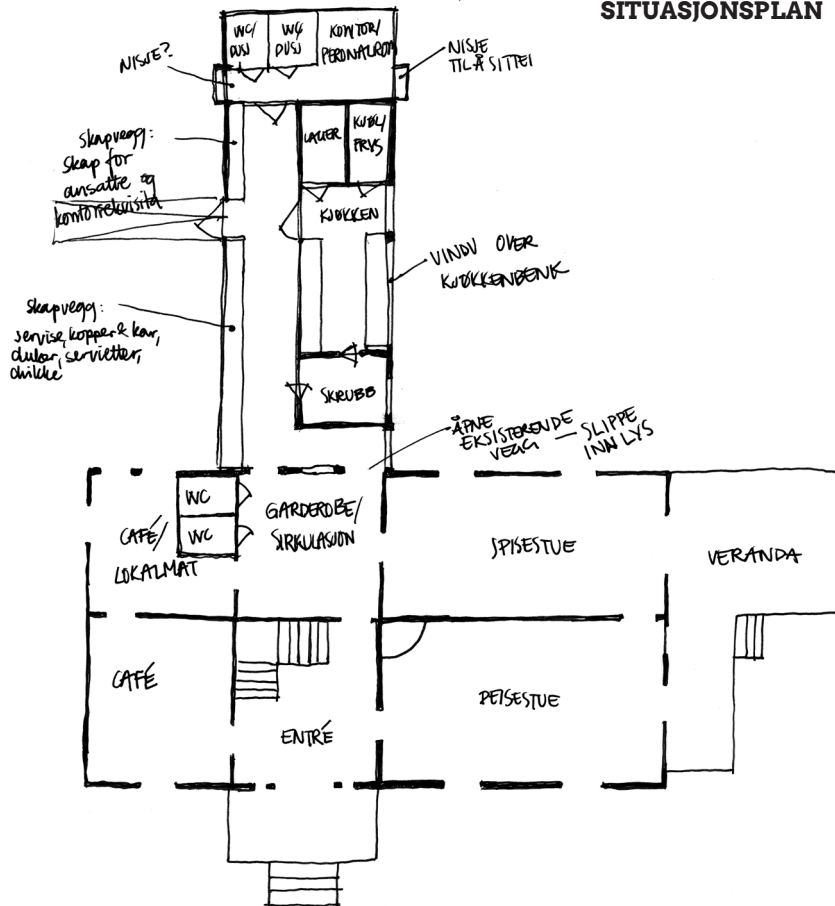 SITUASJONSPLAN
WC/
DUSJ
WC/
DUSJ
KONTOR/
PERONALROM
NISJE?
NISJE
TIL Å SITTE I
skapvegg:
skap for
ansatte og
kontorrekvisita
LAGER
KJØL/
FRYS
KJØKKEN
VINDU OVER
KJØKKENBENK
skapvegg:
servise, kopper & kar,
duker, servietter,
drikke
SKRUBB
ÅPNE
EKSISTERENDE
VEGG — SLIPPE
INN LYS
WC
WC
GARDEROBE/
SIRKULASJON
CAFÉ/
LOKALMAT
SPISESTUE
VERANDA
CAFÉ
PEISESTUE
ENTRÉ